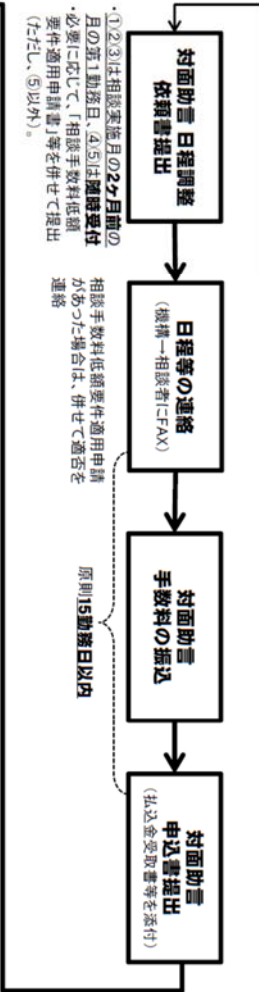 対面助言 日程調整
依頼書提出
・①②③は相談実施月の2ヶ月前の
月の第1勤務日、④⑤は随時受付
・必要に応じて、「相談手数料低額
要件適用申請書」等を併せて提出
(ただし、⑤以外)。
日程等の連絡
(機構→相談者にFAX)
相談手数料低額要件適用申請
があった場合は、併せて適否を
連絡
原則15勤務日以内
対面助言
手数料の振込
対面助言
申込書提出
(払込金受取書等を添付)